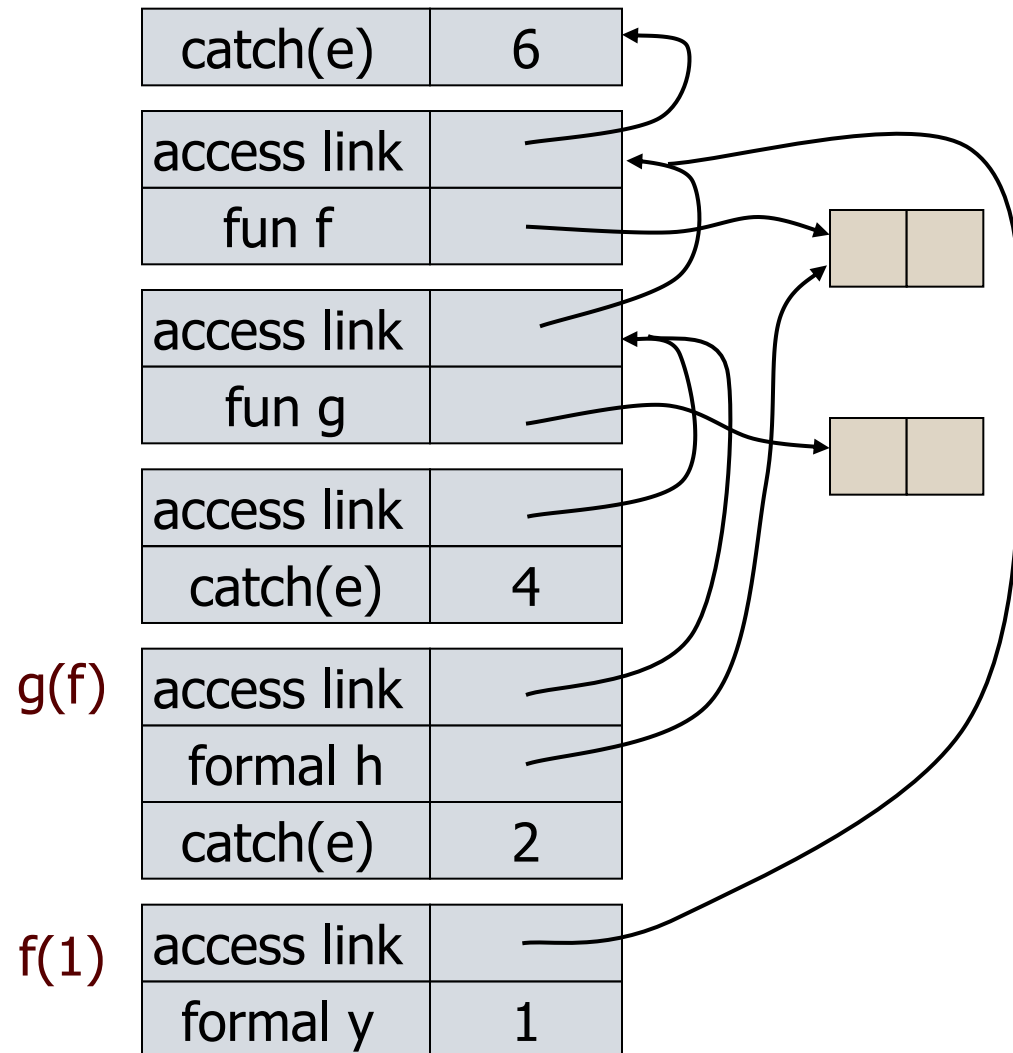 catch(e) 6
access link
fun f
access link
fun g
access link
catch(e) 4
g(f) access link
formal h
catch(e) 2
f(1) access link
formal y 1